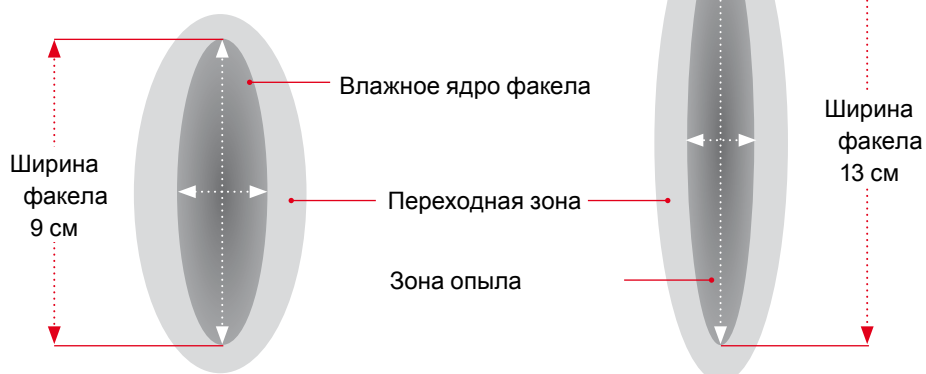 Влажное ядро факела
Ширина
факела
9 см
Переходная зона
Зона опыла
Ширина
факела
13 см